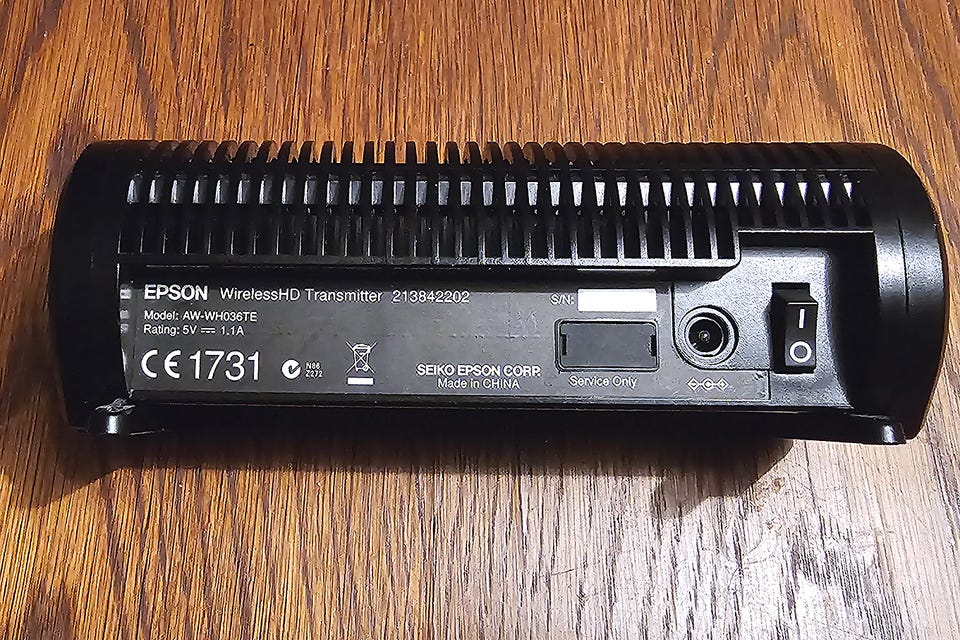 EPSON WirelessHD Transmitter 213842202
S/N:
Model: AW-WH036TE
Rating: 5V ⎓ 1.1A
CE 1731
N86
Z272
SEIKO EPSON CORP.
Made in CHINA
Service Only
I
O